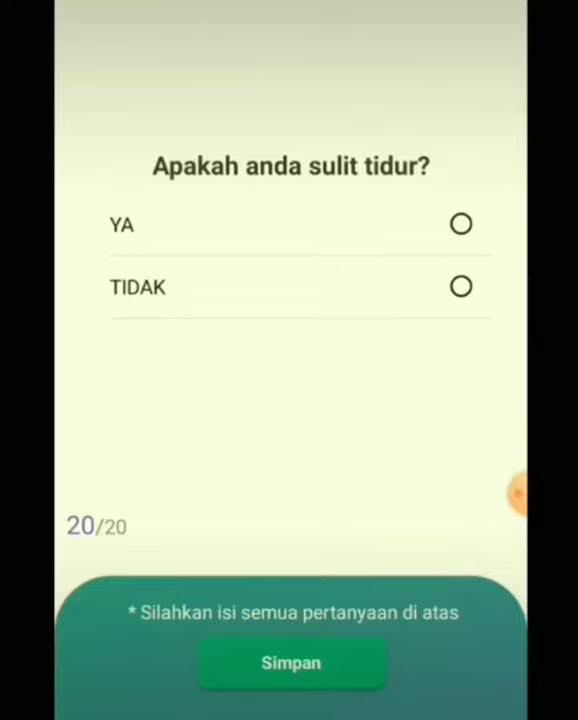 Apakah anda sulit tidur?
YA
TIDAK
20/20
* Silahkan isi semua pertanyaan di atas
Simpan